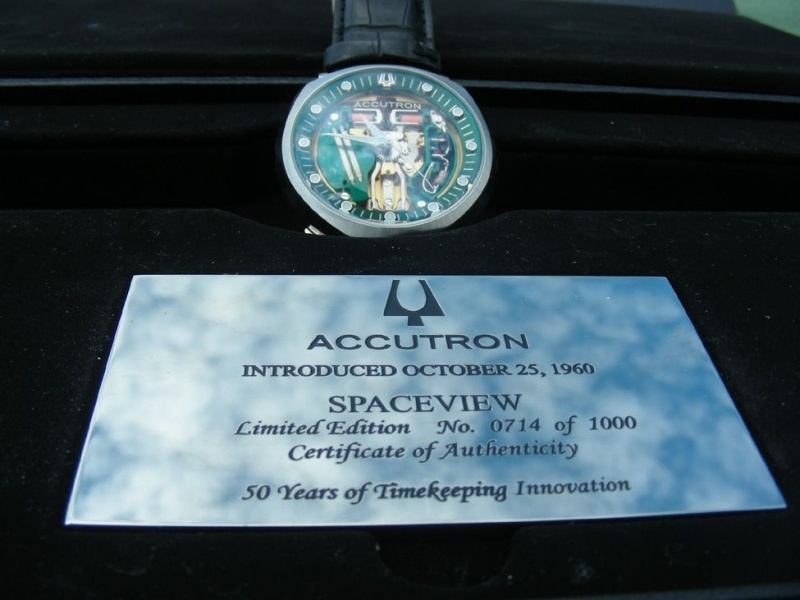 ACCUTRON
ACCUTRON
INTRODUCED OCTOBER 25, 1960
SPACEVIEW
Limited Edition No. 0714 of 1000
Certificate of Authenticity
50 Years of Timekeeping Innovation